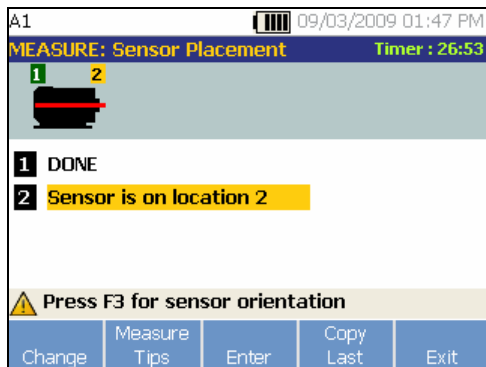 A1 09/03/2009 01:47 PM
MEASURE: Sensor Placement Timer : 26:53
1 2
1 DONE
2 Sensor is on location 2
Press F3 for sensor orientation
Change Measure Tips Enter Copy Last Exit